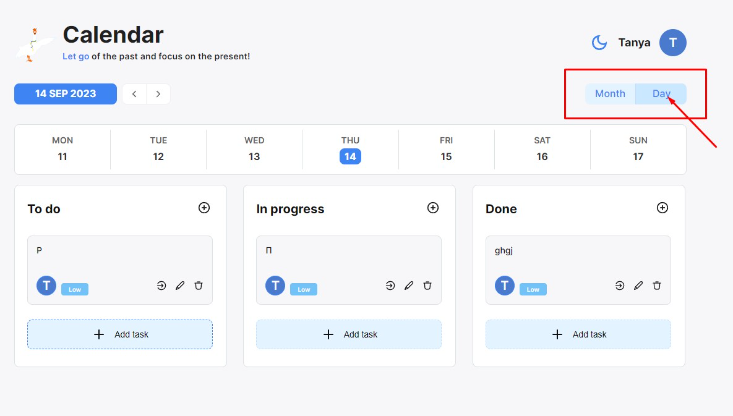 Calendar
Let go of the past and focus on the present!
Tanya
T
14 SEP 2023
Month
Day
MON
TUE
WED
THU
FRI
SAT
SUN
11
12
13
14
15
16
17
To do
In progress
Done
P
П
ghgj
T
Low
T
Low
T
Low
Add task
Add task
Add task